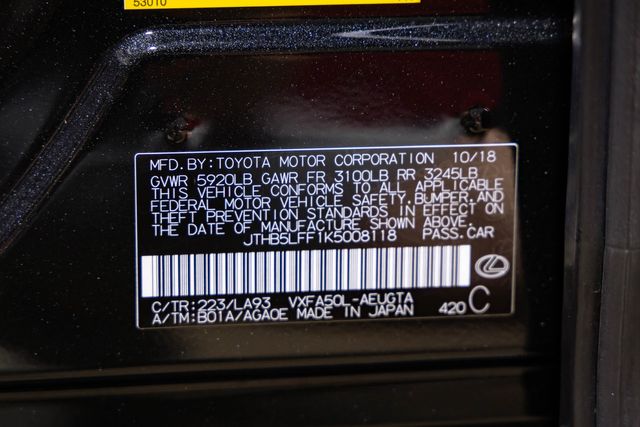 53010
MFD. BY: TOYOTA MOTOR CORPORATION 10/18
GVWR 5920LB GAWR FR 3100LB RR 3245LB
THIS VEHICLE CONFORMS TO ALL APPLICABLE
FEDERAL MOTOR VEHICLE SAFETY, BUMPER, AND
THEFT PREVENTION STANDARDS IN EFFECT ON
THE DATE OF MANUFACTURE SHOWN ABOVE.
JTHB5LFF1K5008118 PASS.CAR
C/TR: 223/LA93 VXFA50L-AEUGTA
A/TM: B01A/AGA0E MADE IN JAPAN 420 C